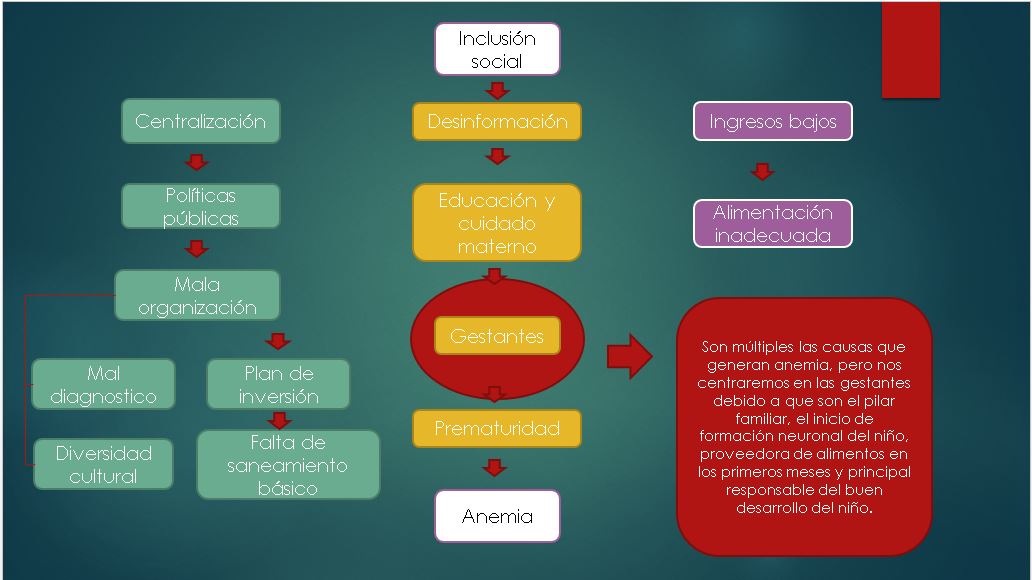 Inclusión
social
Centralización
Políticas
públicas
Mala
organización
Mal
diagnostico
Diversidad
cultural
Plan de
inversión
Falta de
saneamiento
básico
Desinformación
Educación y
cuidado
materno
Gestantes
Prematuridad
Anemia
Ingresos bajos
Alimentación
inadecuada
Son múltiples las causas que
generan anemia, pero nos
centraremos en las gestantes
debido a que son el pilar
familiar, el inicio de
formación neuronal del niño,
proveedora de alimentos en
los primeros meses y principal
responsable del buen
desarrollo del niño.